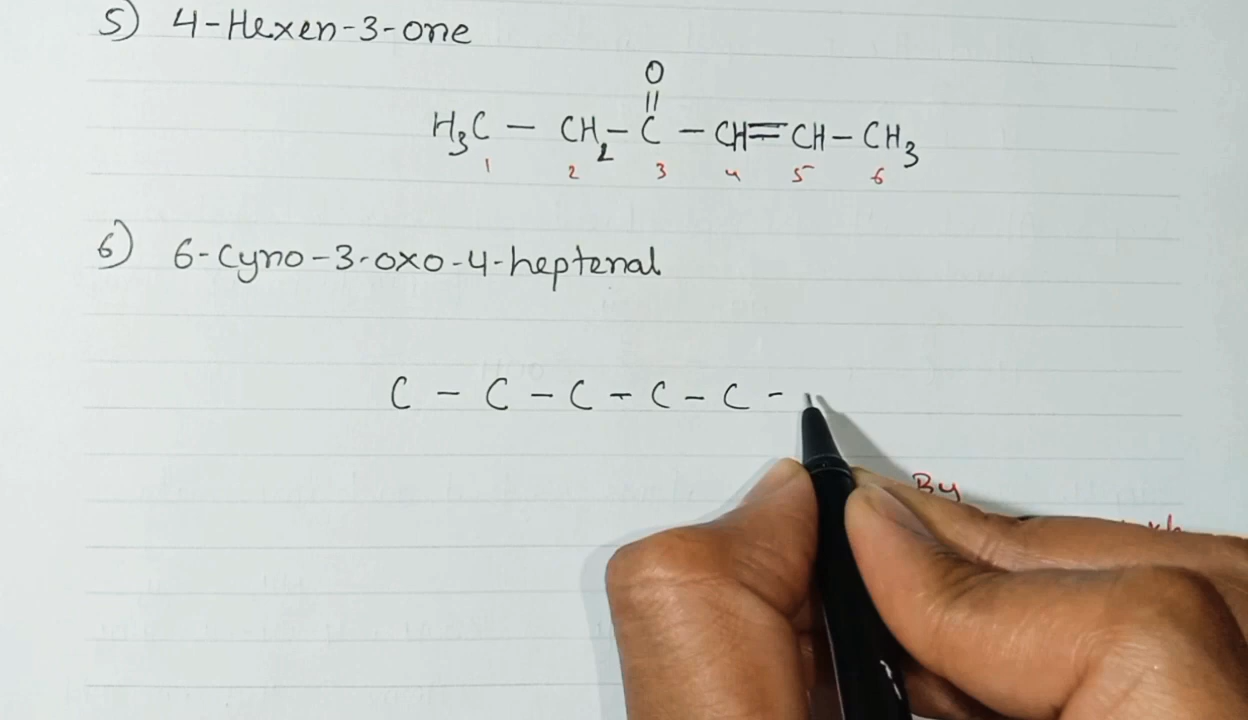 5) 4-Hexen-3-one
O
||
H3C - CH2 - C - CH=CH - CH3
1 2 3 4 5 6
6) 6-Cyno-3-oxo-4-heptenal
C - C - C - C - C -
By